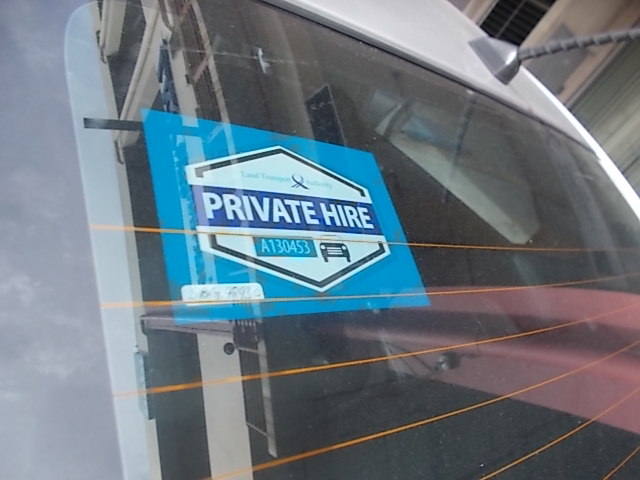 Land Transport Authority
PRIVATE HIRE
A130453